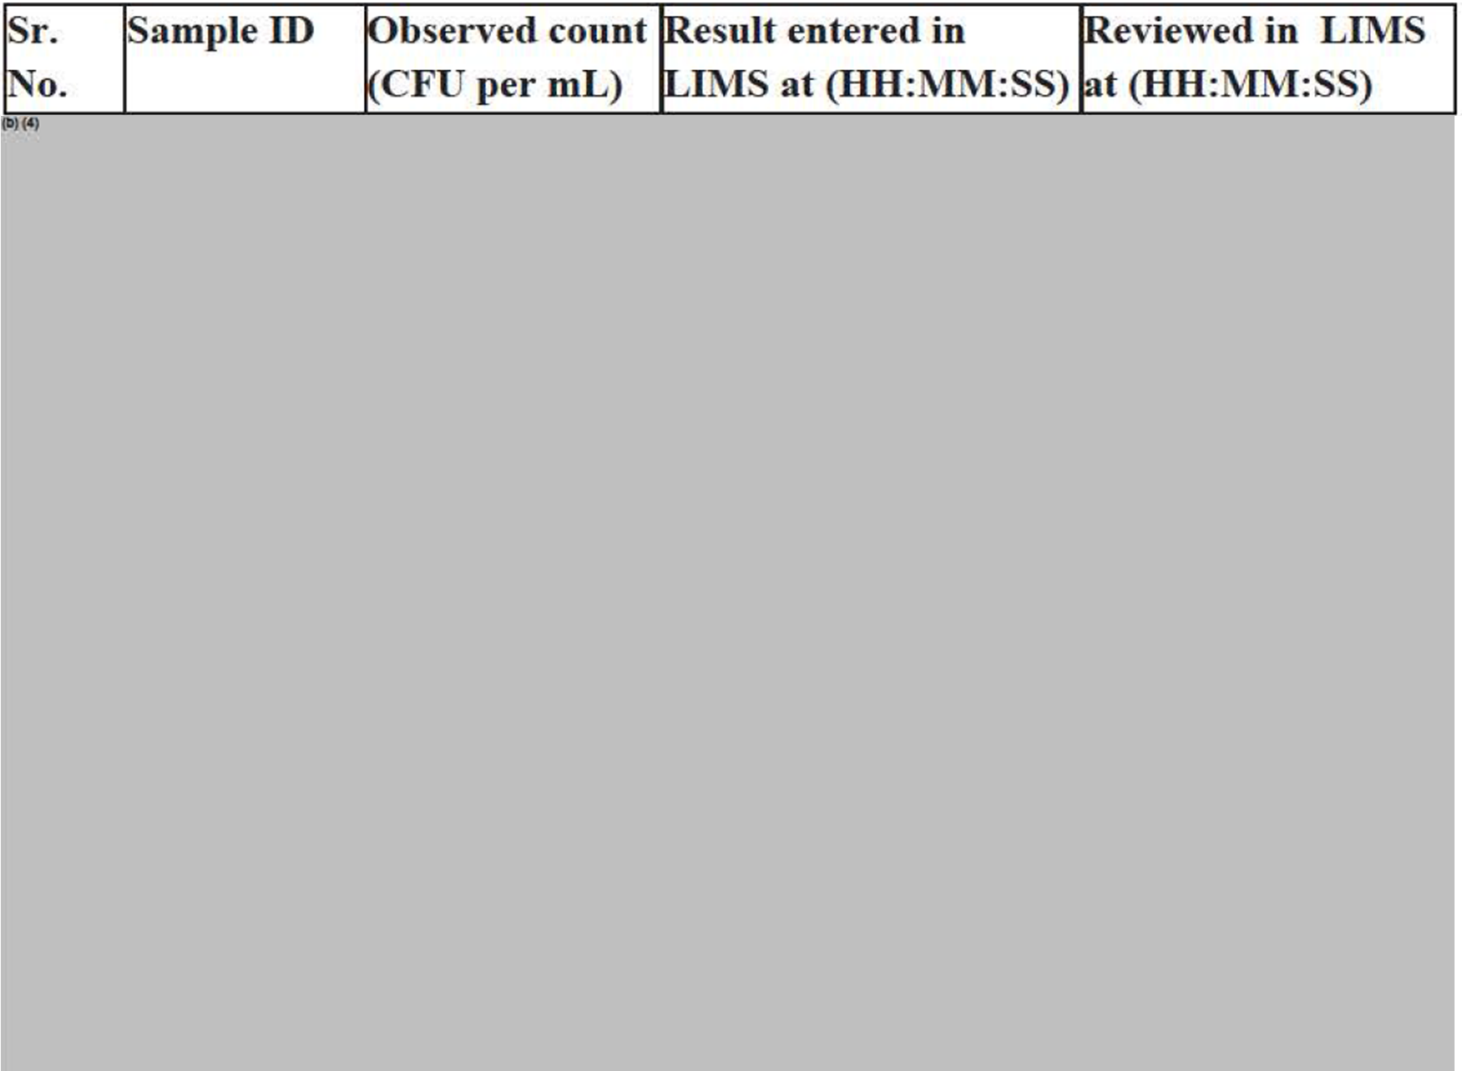 Sr. No. Sample ID Observed count (CFU per mL) Result entered in LIMS at (HH:MM:SS) Reviewed in  LIMS at (HH:MM:SS)
(b) (4)